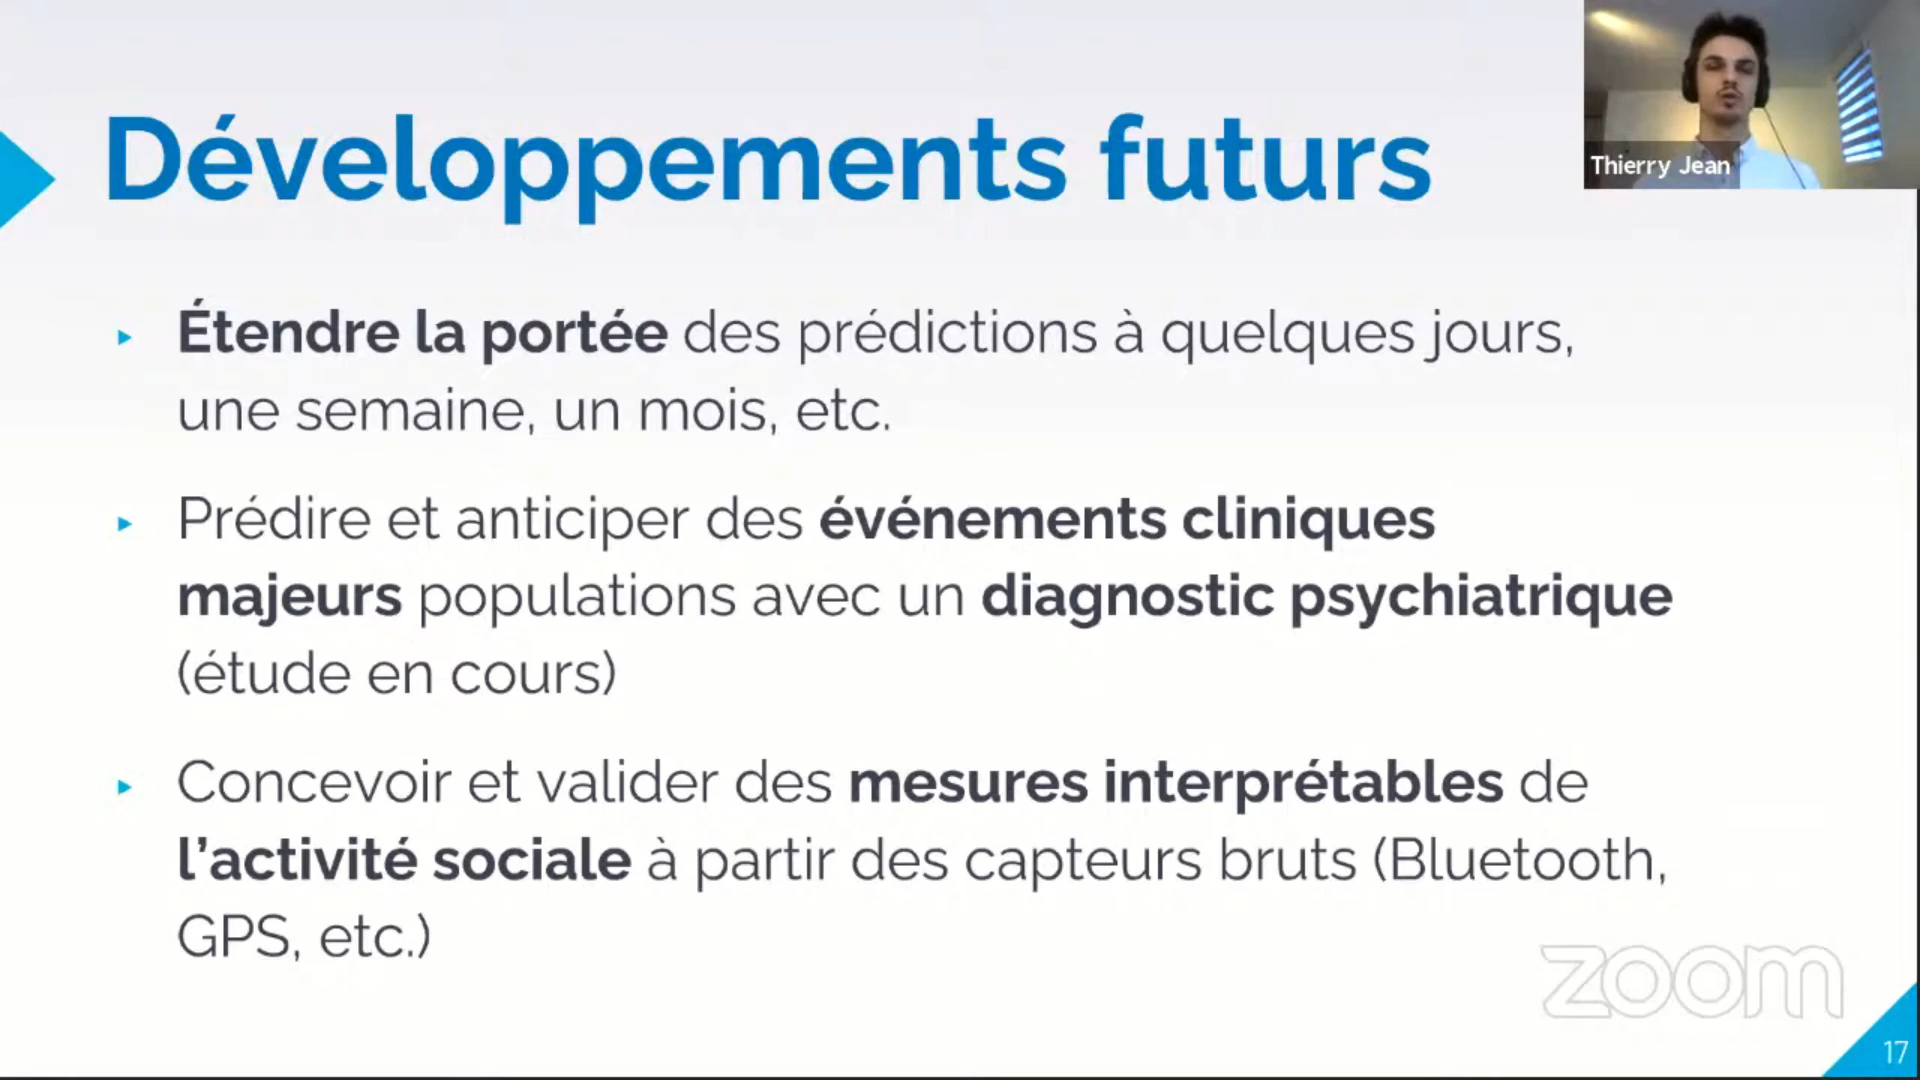 Développements futurs
Thierry Jean
Étendre la portée des prédictions à quelques jours,
une semaine, un mois, etc.
Prédire et anticiper des événements cliniques
majeurs populations avec un diagnostic psychiatrique
(étude en cours)
Concevoir et valider des mesures interprétables de
l’activité sociale à partir des capteurs bruts (Bluetooth,
GPS, etc.)
zoom
17